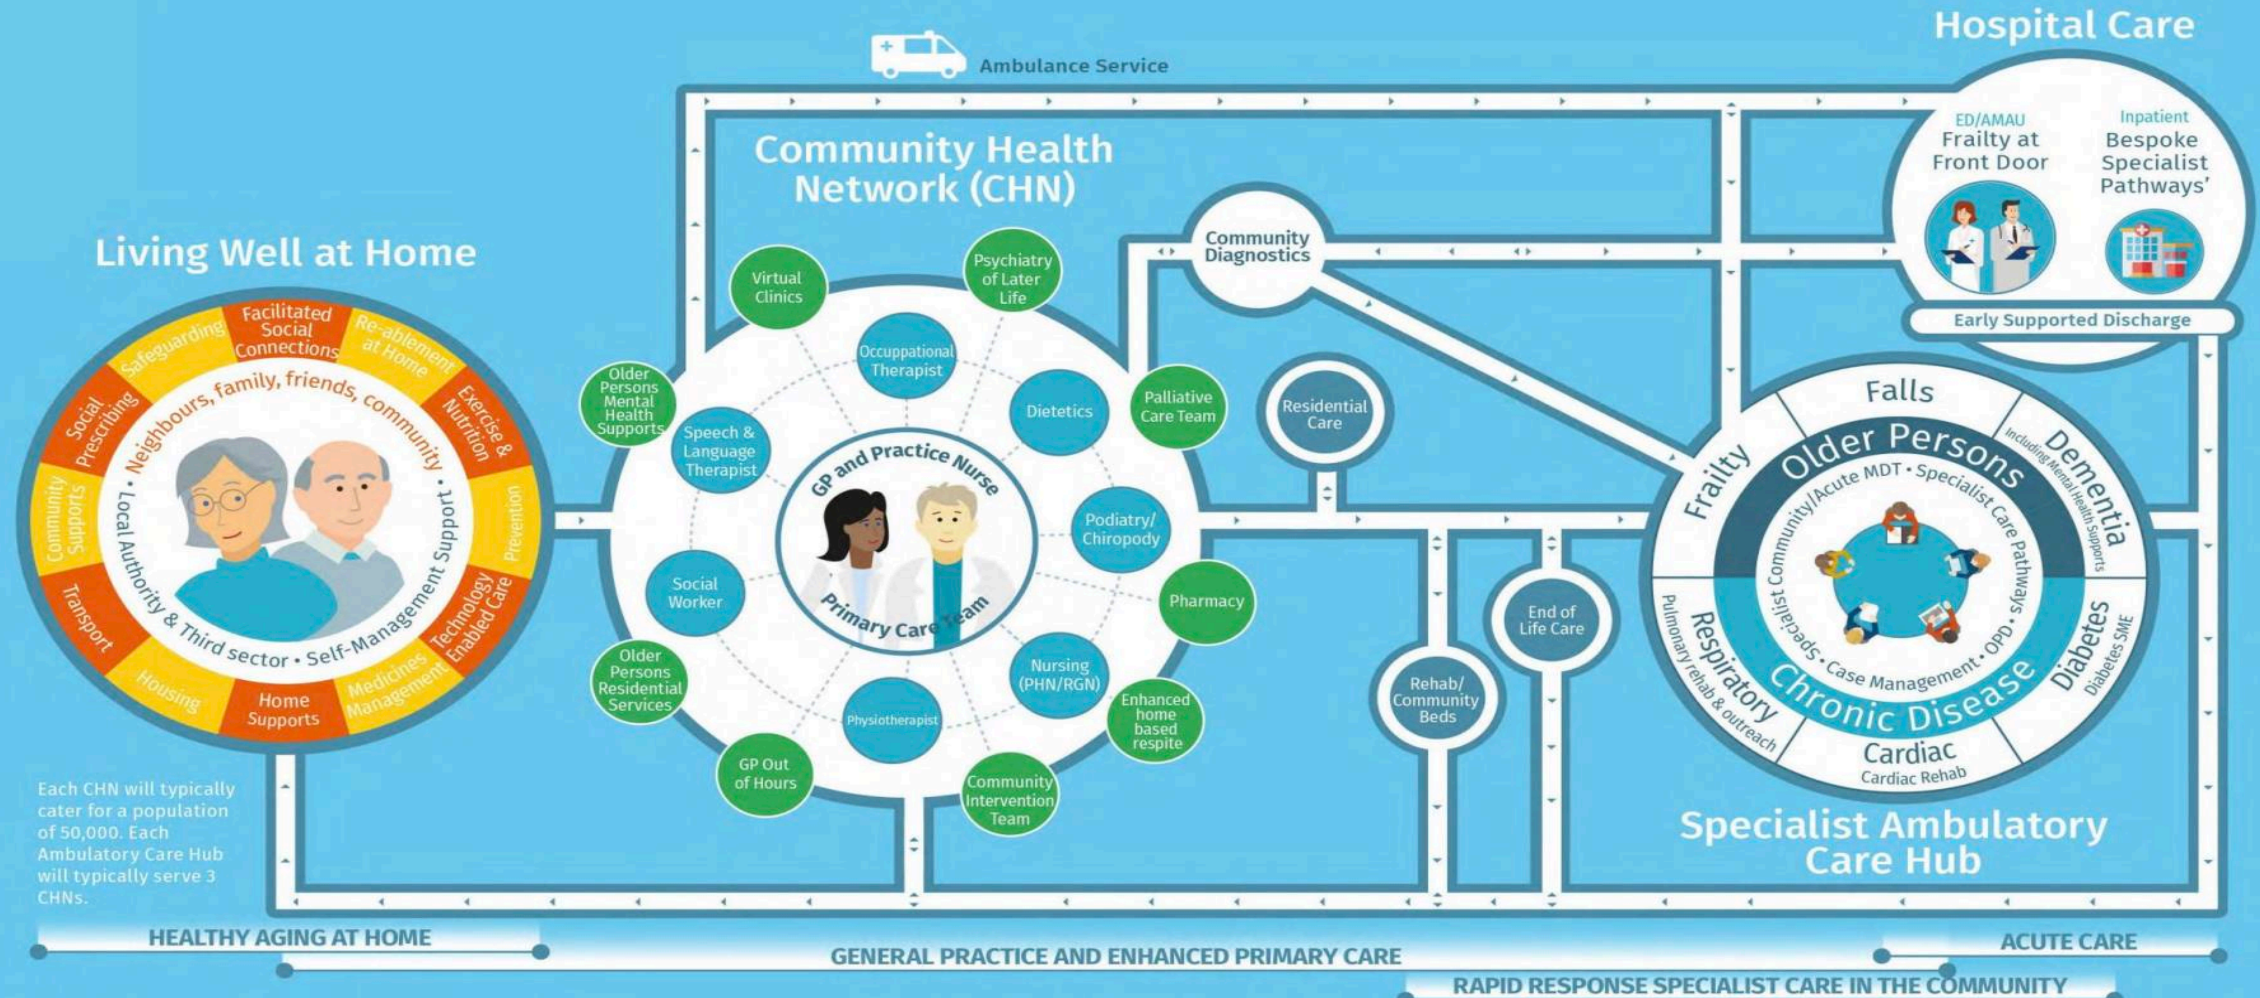 Hospital Care
Ambulance Service
ED/AMAU
Frailty at
Front Door
Inpatient
Bespoke
Specialist
Pathways’
Early Supported Discharge
Community Health
Network (CHN)
Community
Diagnostics
Living Well at Home
Safeguarding
Facilitated
Social
Connections
Re-ablement
at Home
Exercise &
Nutrition
Prevention
Technology
Enabled Care
Medicines
Management
Home
Supports
Housing
Transport
Community
Supports
Social
Prescribing
• Neighbours, family, friends, community •
Local Authority & Third sector • Self-Management Support •
Virtual
Clinics
Psychiatry
of Later
Life
Older
Persons
Mental
Health
Supports
Palliative
Care Team
Pharmacy
Enhanced
home
based
respite
Community
Intervention
Team
GP Out
of Hours
Older
Persons
Residential
Services
Occuppational
Therapist
Dietetics
Speech &
Language
Therapist
Podiatry/
Chiropody
Social
Worker
Nursing
(PHN/RGN)
Physiotherapist
GP and Practice Nurse
Primary Care Team
Residential
Care
End of
Life Care
Rehab/
Community
Beds
Falls
Frailty
Dementia
Including Mental Health Supports
Older Persons
Specialist Community/Acute MDT • Specialist Care Pathways • OPD • Case Management •
Chronic Disease
Respiratory
Pulmonary rehab & outreach
Cardiac
Cardiac Rehab
Diabetes
Diabetes SME
Specialist Ambulatory
Care Hub
Each CHN will typically
cater for a population
of 50,000. Each
Ambulatory Care Hub
will typically serve 3
CHNs.
HEALTHY AGING AT HOME
GENERAL PRACTICE AND ENHANCED PRIMARY CARE
ACUTE CARE
RAPID RESPONSE SPECIALIST CARE IN THE COMMUNITY